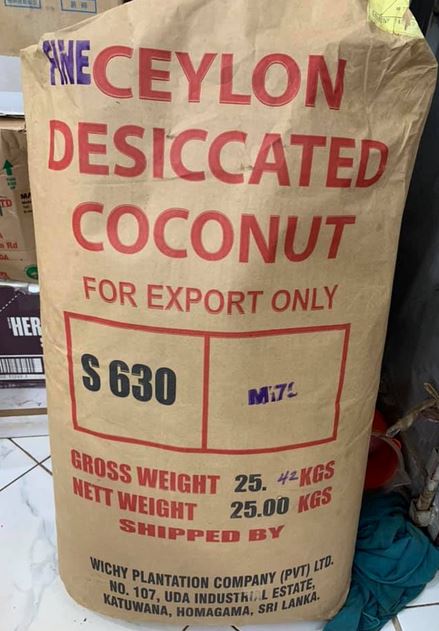 FINE CEYLON
DESICCATED
COCONUT
FOR EXPORT ONLY
S 630
GROSS WEIGHT 25. 42 KGS
NETT WEIGHT 25.00 KGS
SHIPPED BY
WICHY PLANTATION COMPANY (PVT) LTD.
NO. 107, UDA INDUSTRIAL ESTATE,
KATUWANA, HOMAGAMA, SRI LANKA.
HER